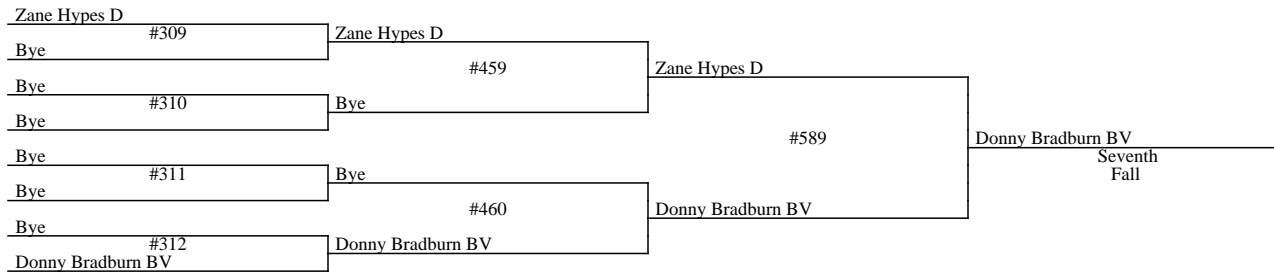 Zane Hypes D
#309
Bye
Zane Hypes D
#459
Bye
#310
Bye
Bye
Zane Hypes D
#589
Bye
#311
Bye
Bye
#460
Bye
#312
Donny Bradburn BV
Donny Bradburn BV
Donny Bradburn BV
Donny Bradburn BV
Seventh
Fall